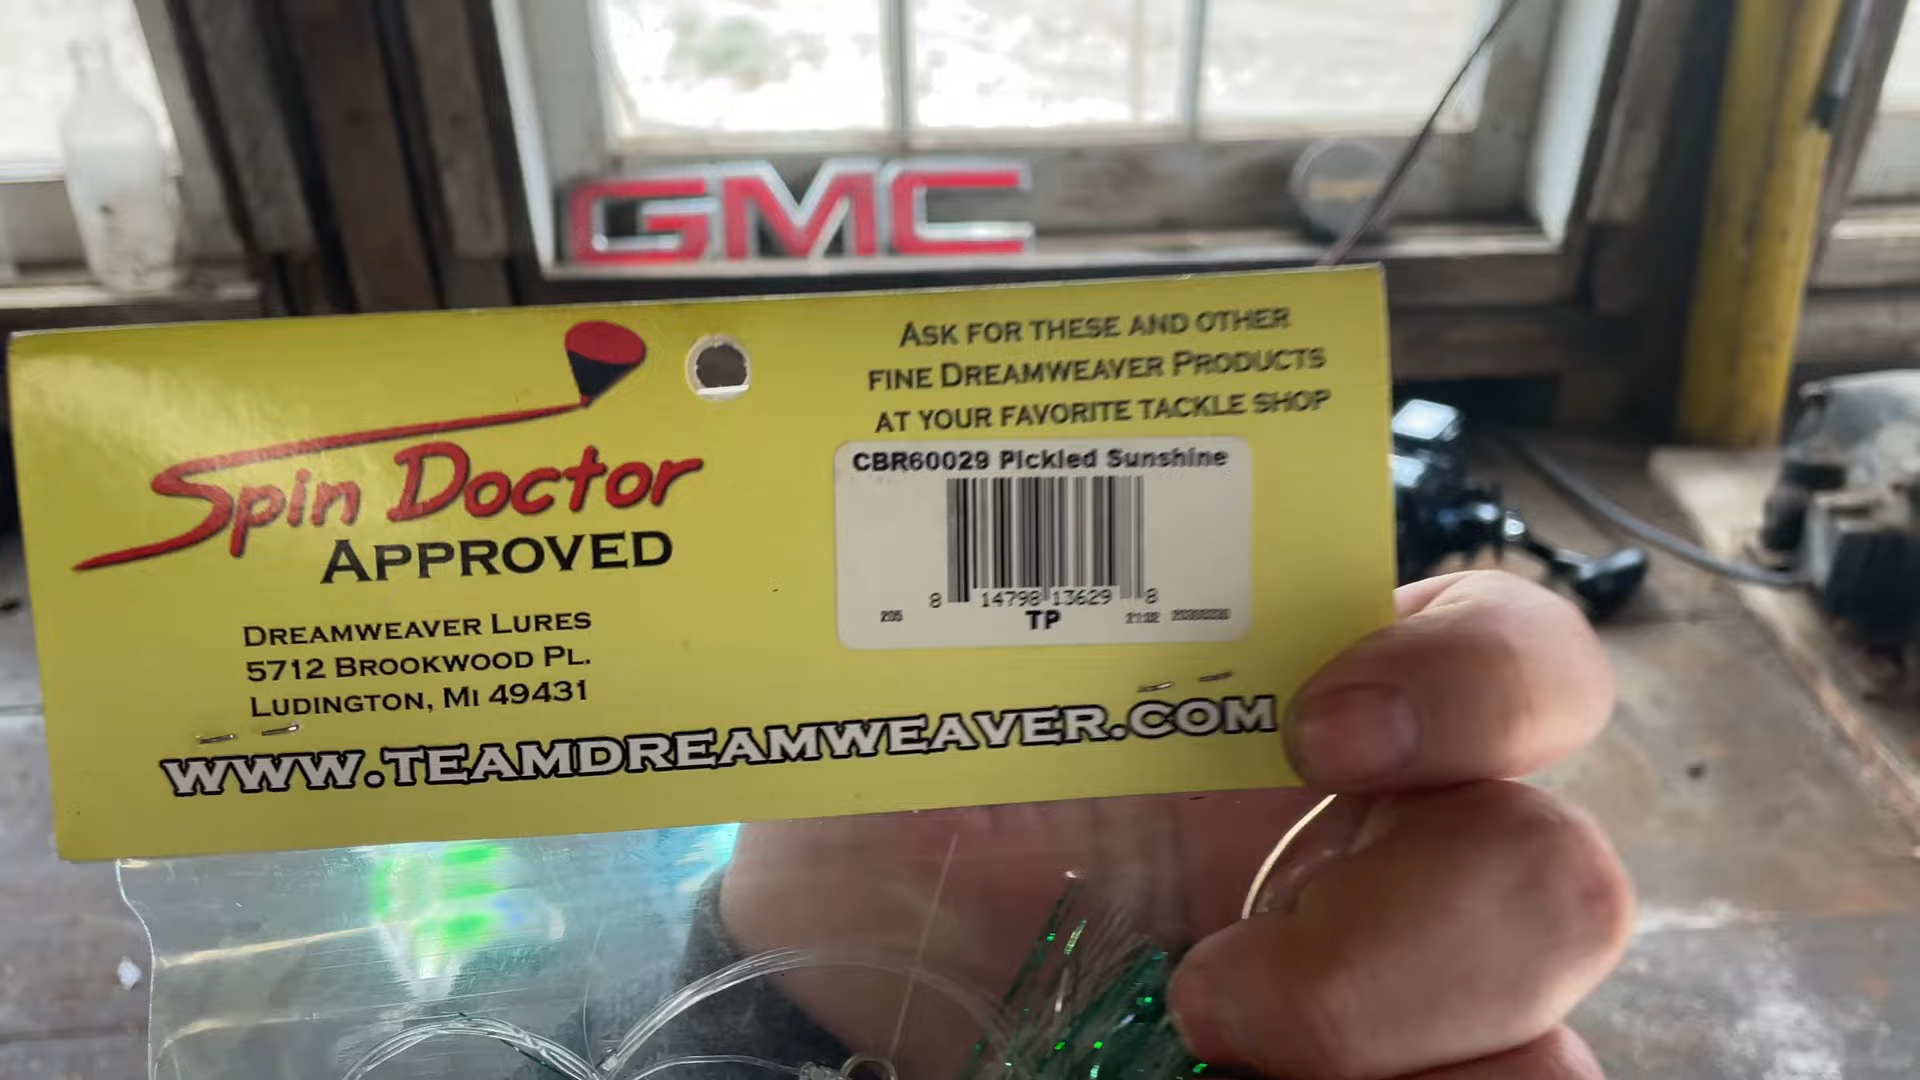 GMC
Spin Doctor
APPROVED
DREAMWEAVER LURES
5712 BROOKWOOD PL.
LUDINGTON, MI 49431
ASK FOR THESE AND OTHER
FINE DREAMWEAVER PRODUCTS
AT YOUR FAVORITE TACKLE SHOP
CBR60029 Pickled Sunshine
8 14798 13629 8
205 TP
WWW.TEAMDREAMWEAVER.COM